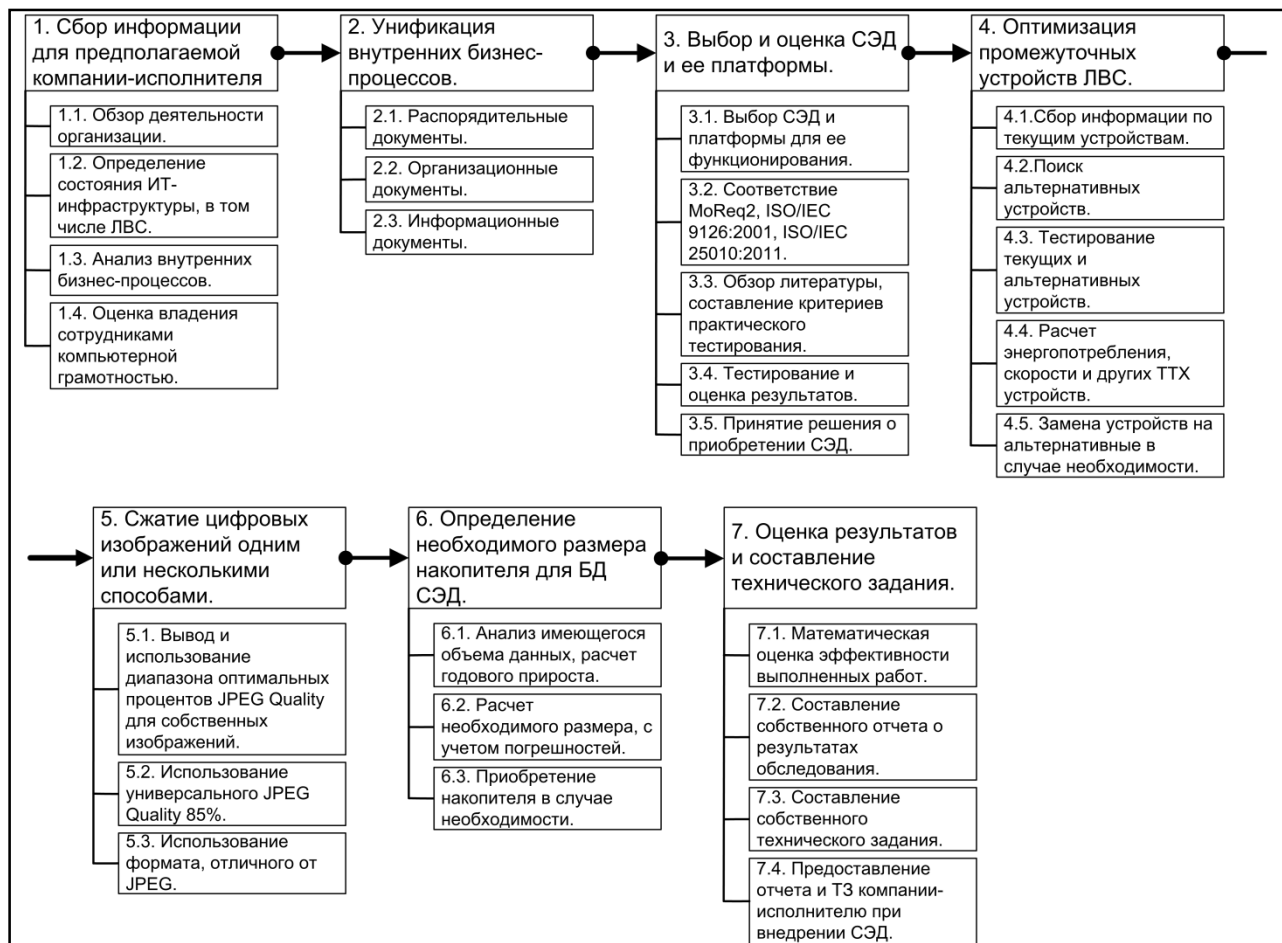 1. Сбор информации
для предполагаемой
компании-исполнителя
1.1. Обзор деятельности
организации.
1.2. Определение
состояния ИТ-
инфраструктуры, в том
числе ЛВС.
1.3. Анализ внутренних
бизнес-процессов.
1.4. Оценка владения
сотрудниками
компьютерной
грамотностью.
2. Унификация
внутренних бизнес-
процессов.
2.1. Распорядительные
документы.
2.2. Организационные
документы.
2.3. Информационные
документы.
3. Выбор и оценка СЭД
и ее платформы.
3.1. Выбор СЭД и
платформы для ее
функционирования.
3.2. Соответствие
MoReq2, ISO/IEC
9126:2001, ISO/IEC
25010:2011.
3.3. Обзор литературы,
составление критериев
практического
тестирования.
3.4. Тестирование и
оценка результатов.
3.5. Принятие решения о
приобретении СЭД.
4. Оптимизация
промежуточных
устройств ЛВС.
4.1.Сбор информации по
текущим устройствам.
4.2.Поиск
альтернативных
устройств.
4.3. Тестирование
текущих и
альтернативных
устройств.
4.4. Расчет
энергопотребления,
скорости и других ТТХ
устройств.
4.5. Замена устройств на
альтернативные в
случае необходимости.
5. Сжатие цифровых
изображений одним
или несколькими
способами.
5.1. Вывод и
использование
диапазона оптимальных
процентов JPEG Quality
для собственных
изображений.
5.2. Использование
универсального JPEG
Quality 85%.
5.3. Использование
формата, отличного от
JPEG.
6. Определение
необходимого размера
накопителя для БД
СЭД.
6.1. Анализ имеющегося
объема данных, расчет
годового прироста.
6.2. Расчет
необходимого размера, с
учетом погрешностей.
6.3. Приобретение
накопителя в случае
необходимости.
7. Оценка результатов
и составление
технического задания.
7.1. Математическая
оценка эффективности
выполненных работ.
7.2. Составление
собственного отчета о
результатах
обследования.
7.3. Составление
собственного
технического задания.
7.4. Предоставление
отчета и ТЗ компании-
исполнителю при
внедрении СЭД.